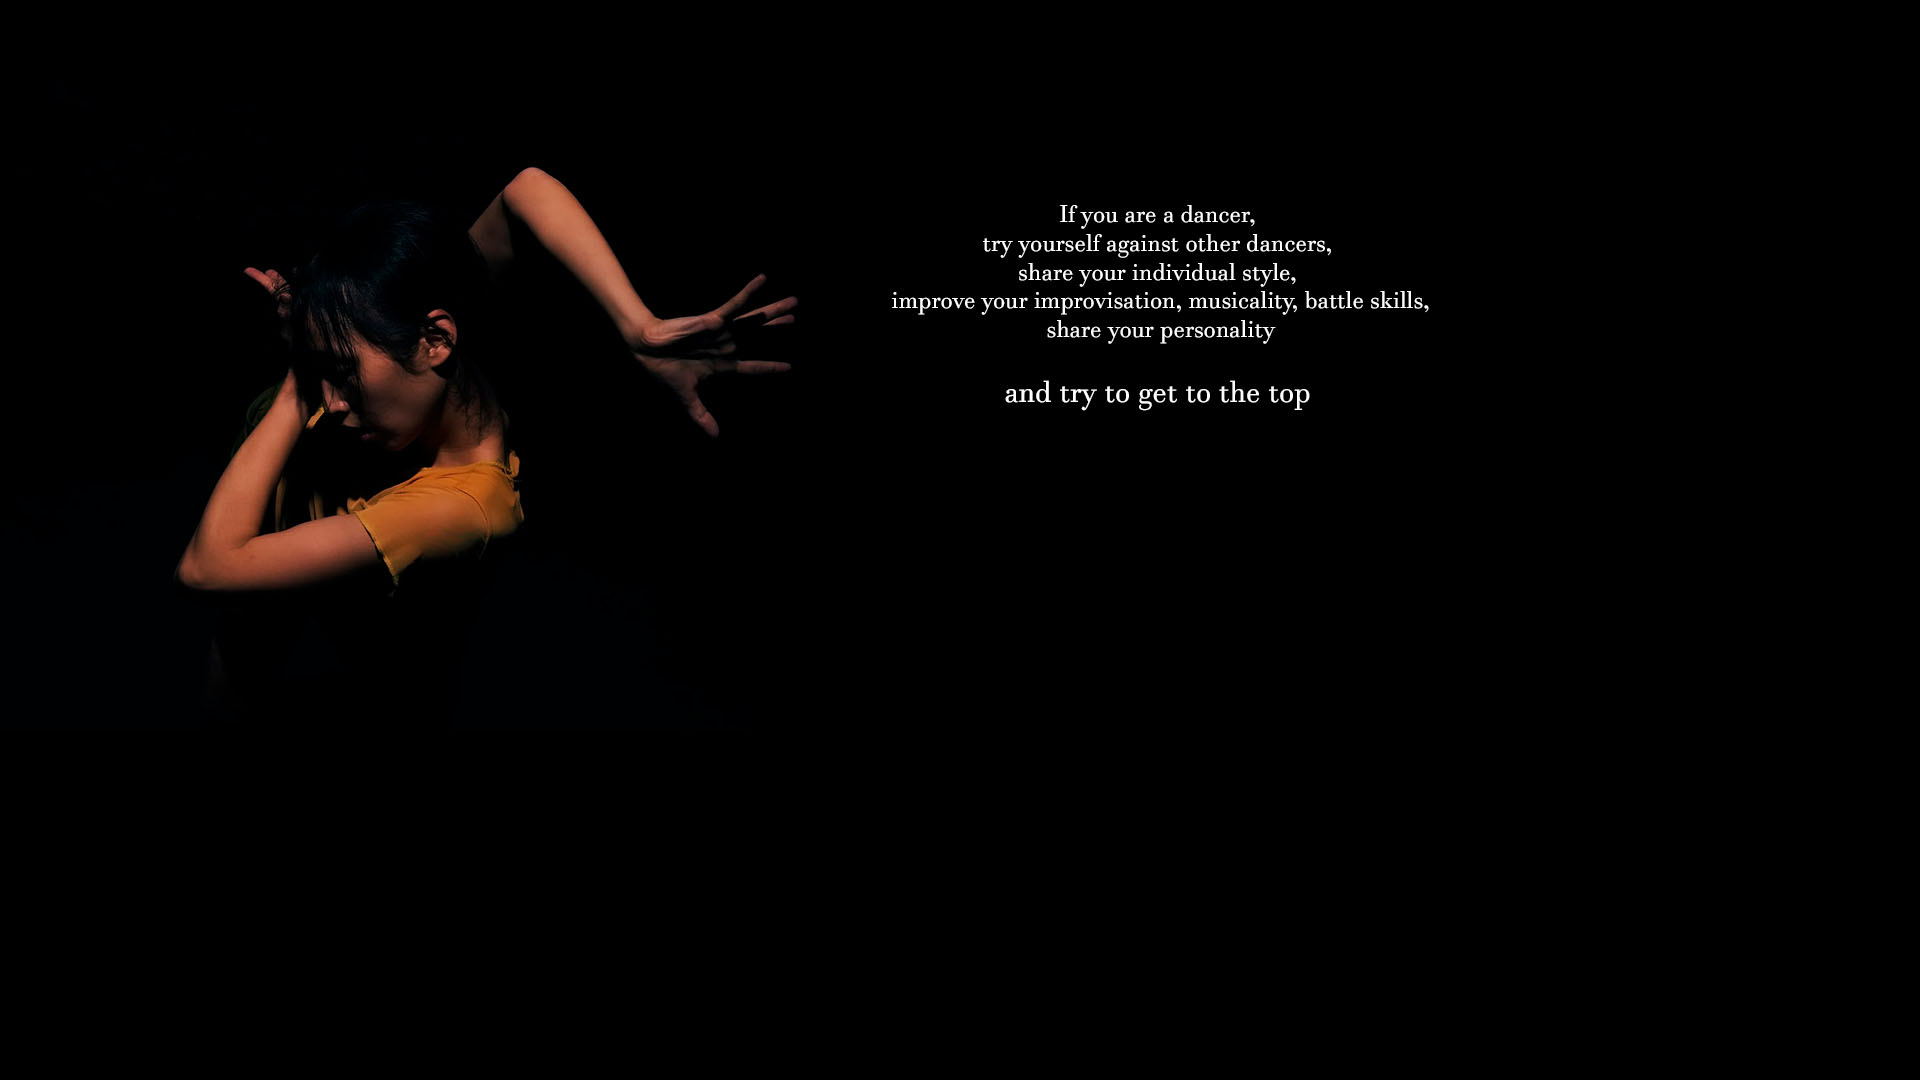 If you are a dancer,
try yourself against other dancers,
share your individual style,
improve your improvisation, musicality, battle skills,
share your personality
and try to get to the top